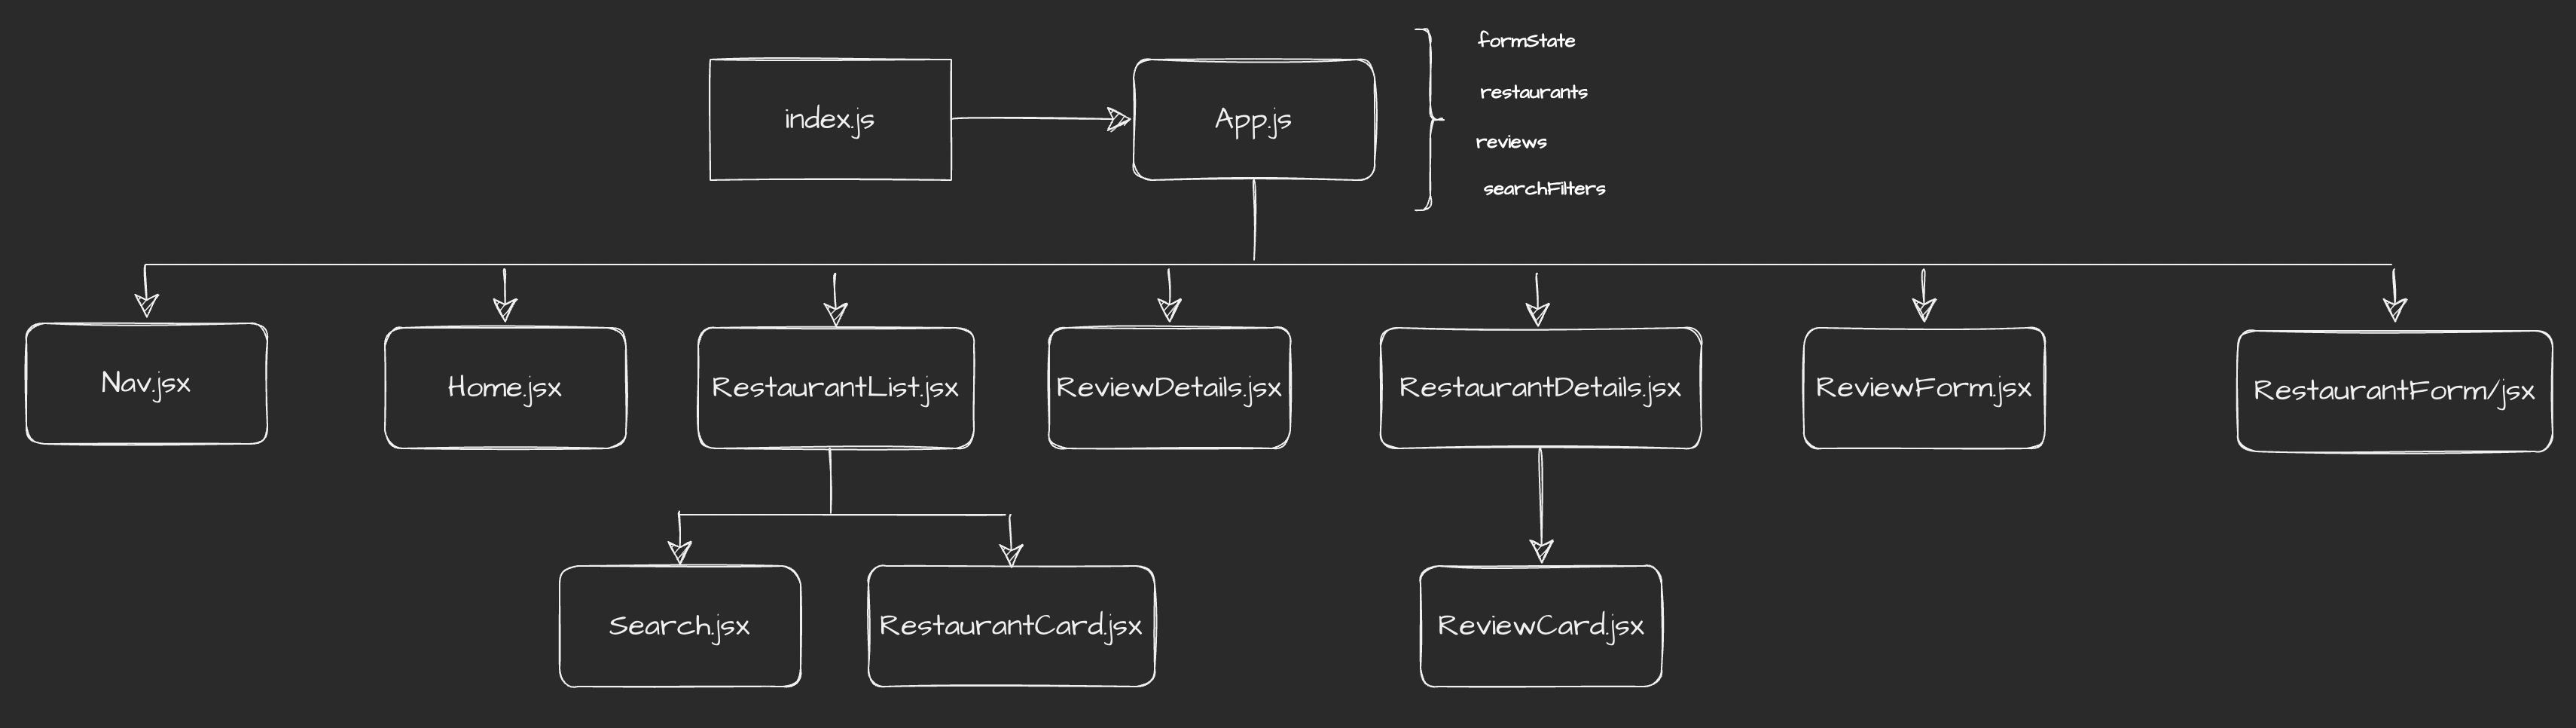 formState
index.js
App.js
restaurants
reviews
searchFilters
Nav.jsx
Home.jsx
RestaurantList.jsx
ReviewDetails.jsx
RestaurantDetails.jsx
ReviewForm.jsx
RestaurantForm/jsx
Search.jsx
RestaurantCard.jsx
ReviewCard.jsx